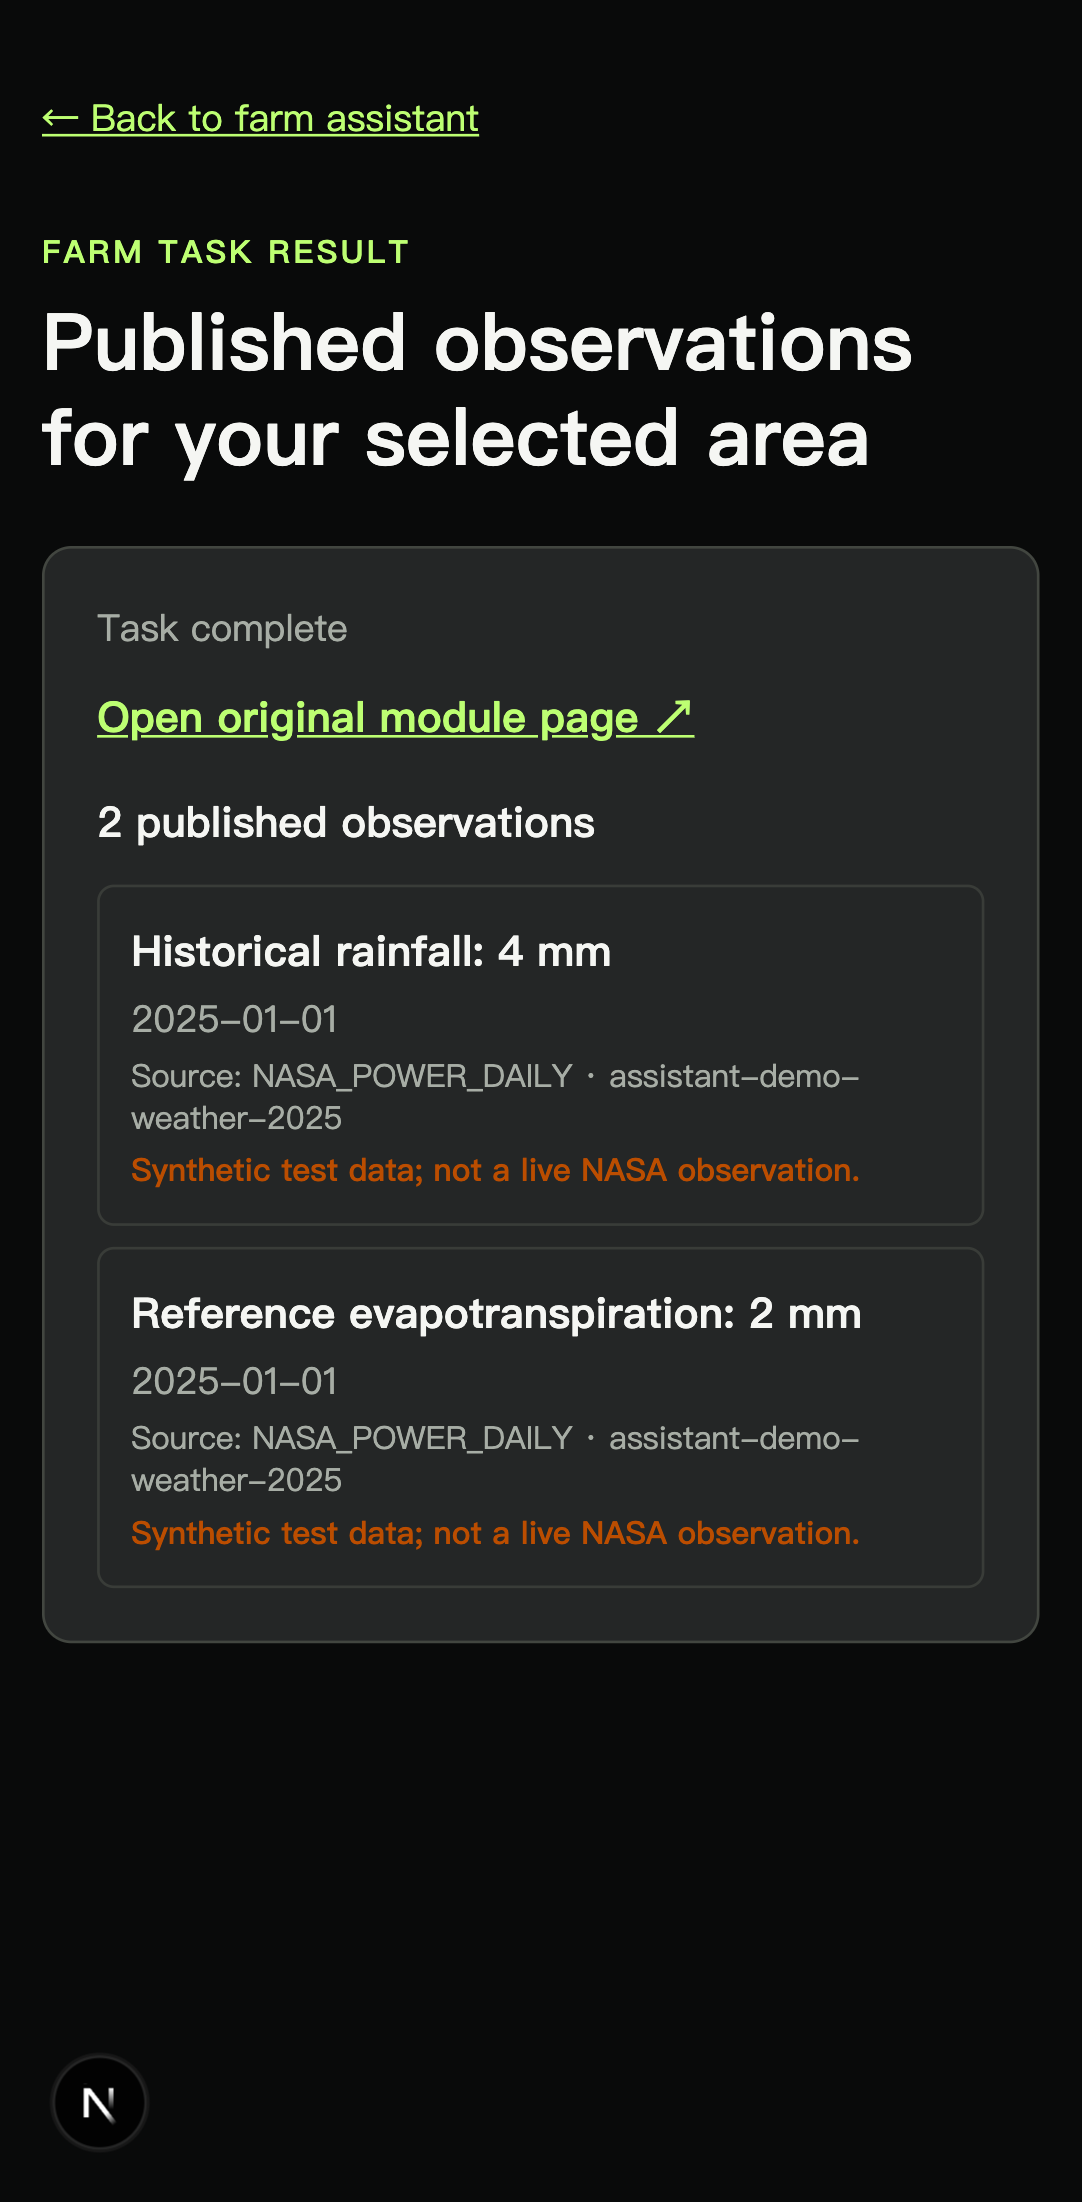 ← Back to farm assistant
FARM TASK RESULT
Published observations
for your selected area
Task complete
Open original module page ↗
2 published observations
Historical rainfall: 4 mm
2025-01-01
Source: NASA_POWER_DAILY · assistant-demo-
weather-2025
Synthetic test data; not a live NASA observation.
Reference evapotranspiration: 2 mm
2025-01-01
Source: NASA_POWER_DAILY · assistant-demo-
weather-2025
Synthetic test data; not a live NASA observation.
N